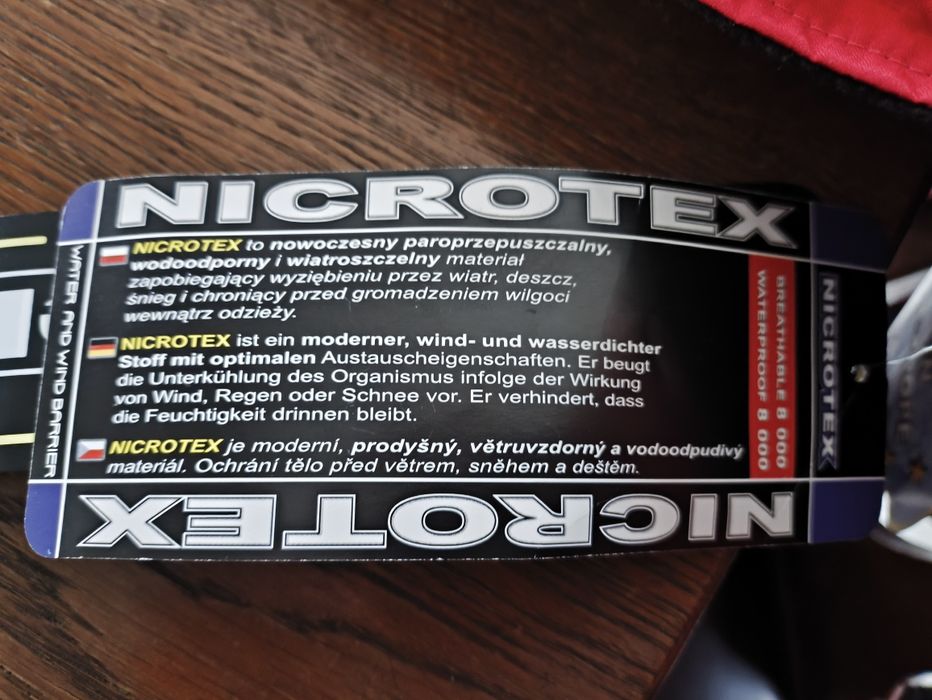 NICROTEX
NICROTEX to nowoczesny paroprzepuszczalny,
wodoodporny i wiatroszczelny materiał
zapobiegający wyziębieniu przez wiatr, deszcz,
śnieg i chroniący przed gromadzeniem wilgoci
wewnątrz odzieży.
NICROTEX ist ein moderner, wind- und wasserdichter
Stoff mit optimalen Austauscheigenschaften. Er beugt
die Unterkühlung des Organismus infolge der Wirkung
von Wind, Regen oder Schnee vor. Er verhindert, dass
die Feuchtigkeit drinnen bleibt.
NICROTEX je moderní, prodyšný, větruvzdorný a vodoodpudivý
materiál. Ochrání tělo před větrem, sněhem a deštěm.
NICROTEX
WATER AND WIND BARRIER
BREATHABLE 8 000
WATERPROOF 8 000
NICROTEX